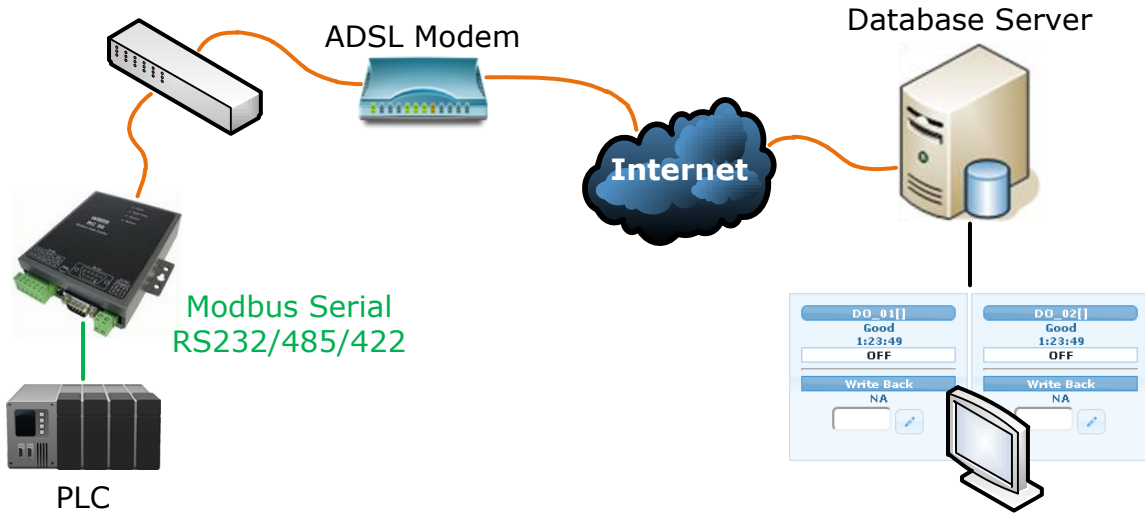 ADSL Modem
Database Server
Internet
Modbus Serial
RS232/485/422
PLC
DO_01[]
Good
1:23:49
OFF
Write Back
NA
DO_02[]
Good
1:23:49
OFF
Write Back
NA